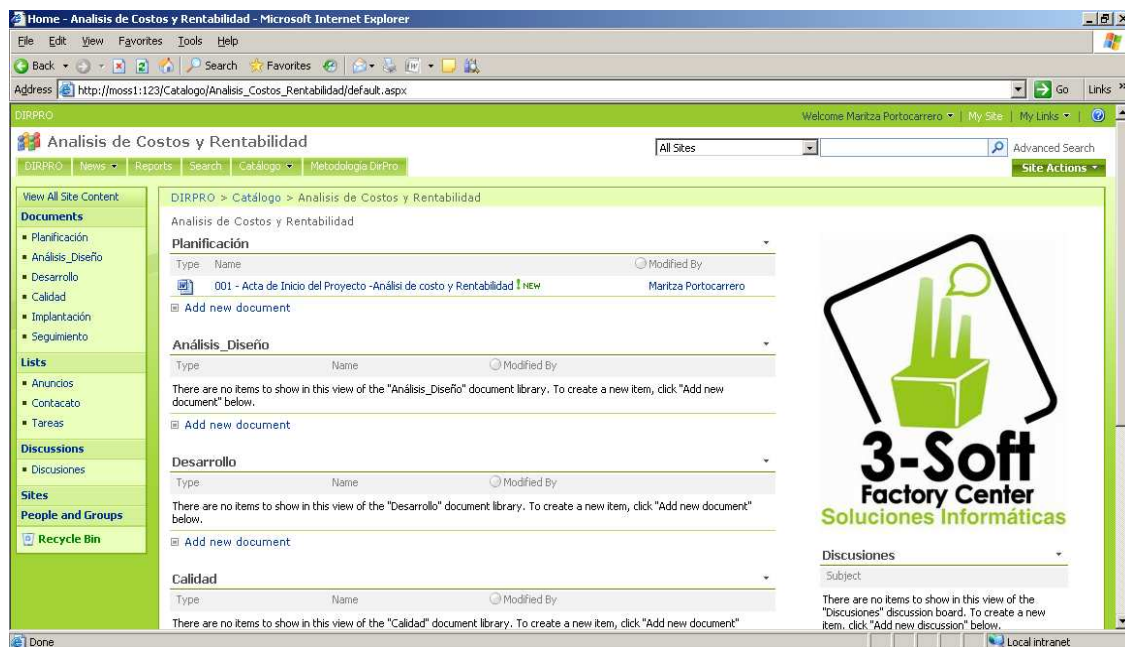 Home - Analisis de Costos y Rentabilidad - Microsoft Internet Explorer
File Edit View Favorites Tools Help
Back Search Favorites
Address http://moss1:123/Catalogo/Analisis_Costos_Rentabilidad/default.aspx Go Links »
DIRPRO Welcome Maritza Portocarrero | My Site | My Links |
Analisis de Costos y Rentabilidad All Sites Advanced Search
DIRPRO News Reports Search Catálogo Metodología DirPro Site Actions
View All Site Content
Documents
Planificación
Análisis_Diseño
Desarrollo
Calidad
Implantación
Seguimiento
Lists
Anuncios
Contacato
Tareas
Discussions
Discusiones
Sites
People and Groups
Recycle Bin
DIRPRO > Catálogo > Analisis de Costos y Rentabilidad
Analisis de Costos y Rentabilidad
Planificación
Type Name Modified By
001 - Acta de Inicio del Proyecto -Análisi de costo y Rentabilidad ! NEW Maritza Portocarrero
Add new document
Análisis_Diseño
Type Name Modified By
There are no items to show in this view of the "Análisis_Diseño" document library. To create a new item, click "Add new
document" below.
Add new document
Desarrollo
Type Name Modified By
There are no items to show in this view of the "Desarrollo" document library. To create a new item, click "Add new document"
below.
Add new document
Calidad
Type Name Modified By
There are no items to show in this view of the "Calidad" document library. To create a new item, click "Add new document"
3-Soft
Factory Center
Soluciones Informáticas
Discusiones
Subject
There are no items to show in this view of the
"Discusiones" discussion board. To create a new
item, click "Add new discussion" below.
Done Local intranet